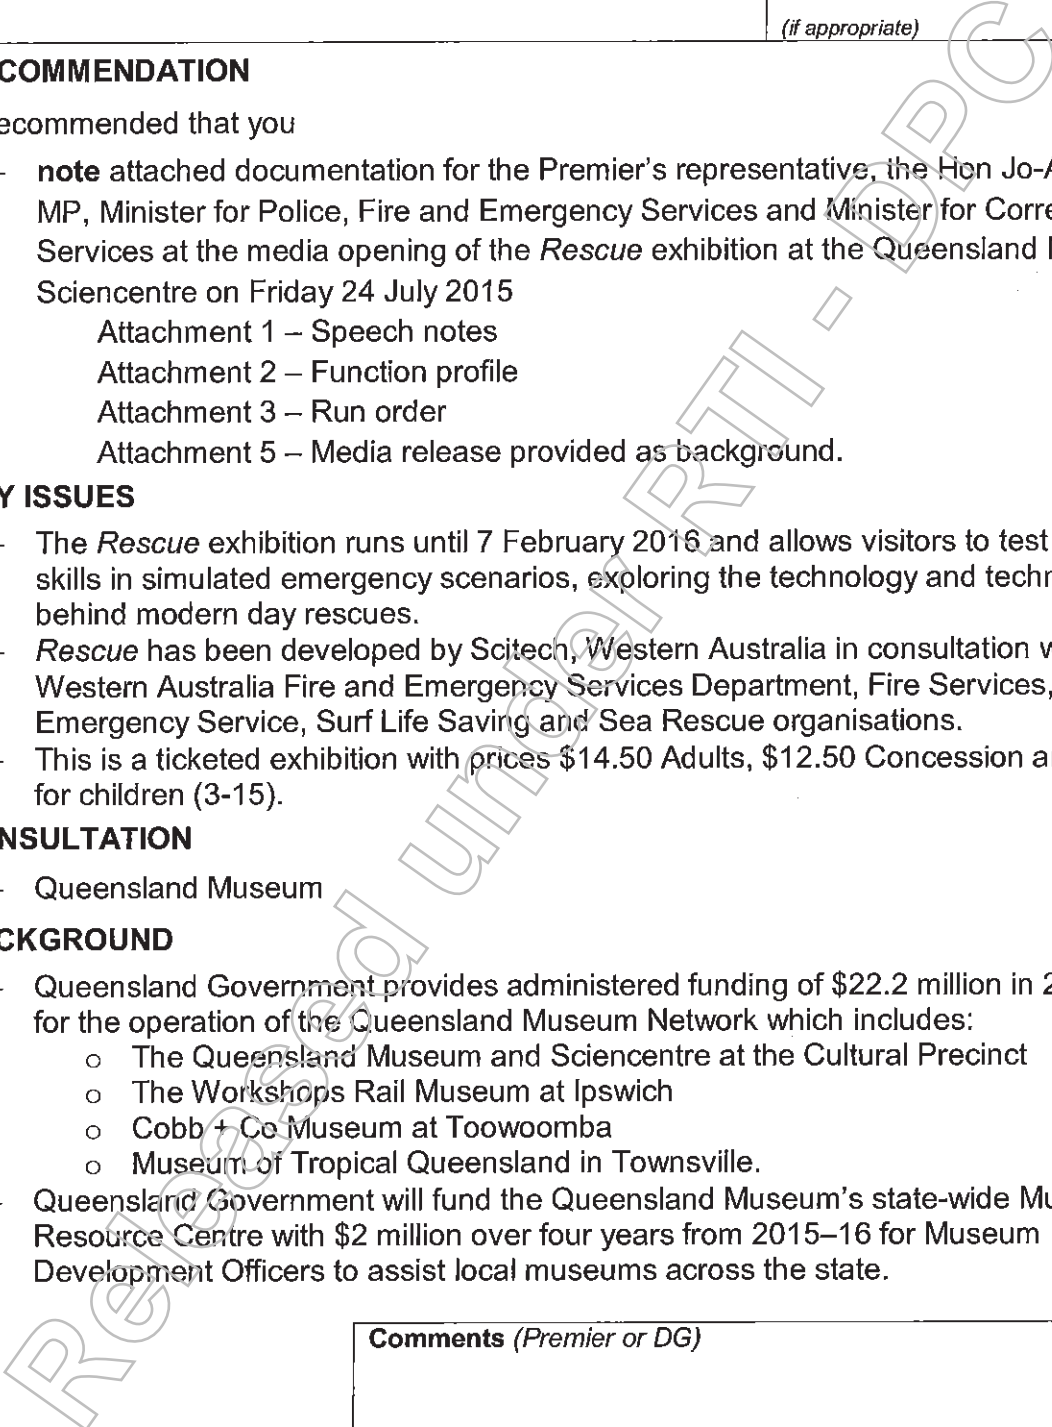 (if appropriate)
COMMENDATION
ecommended that you
- note attached documentation for the Premier's representative, the Hon Jo-A
MP, Minister for Police, Fire and Emergency Services and Minister for Corre
Services at the media opening of the Rescue exhibition at the Queensland
Sciencentre on Friday 24 July 2015
Attachment 1 – Speech notes
Attachment 2 – Function profile
Attachment 3 – Run order
Attachment 5 – Media release provided as background.
Y ISSUES
- The Rescue exhibition runs until 7 February 2016 and allows visitors to test
skills in simulated emergency scenarios, exploring the technology and techn
behind modern day rescues.
- Rescue has been developed by Scitech, Western Australia in consultation w
Western Australia Fire and Emergency Services Department, Fire Services,
Emergency Service, Surf Life Saving and Sea Rescue organisations.
- This is a ticketed exhibition with prices $14.50 Adults, $12.50 Concession a
for children (3-15).
NSULTATION
- Queensland Museum
CKGROUND
- Queensland Government provides administered funding of $22.2 million in 2
for the operation of the Queensland Museum Network which includes:
o The Queensland Museum and Sciencentre at the Cultural Precinct
o The Workshops Rail Museum at Ipswich
o Cobb + Co Museum at Toowoomba
o Museum of Tropical Queensland in Townsville.
- Queensland Government will fund the Queensland Museum's state-wide Mu
Resource Centre with $2 million over four years from 2015–16 for Museum
Development Officers to assist local museums across the state.
Comments (Premier or DG)
Released under RTI - DPC